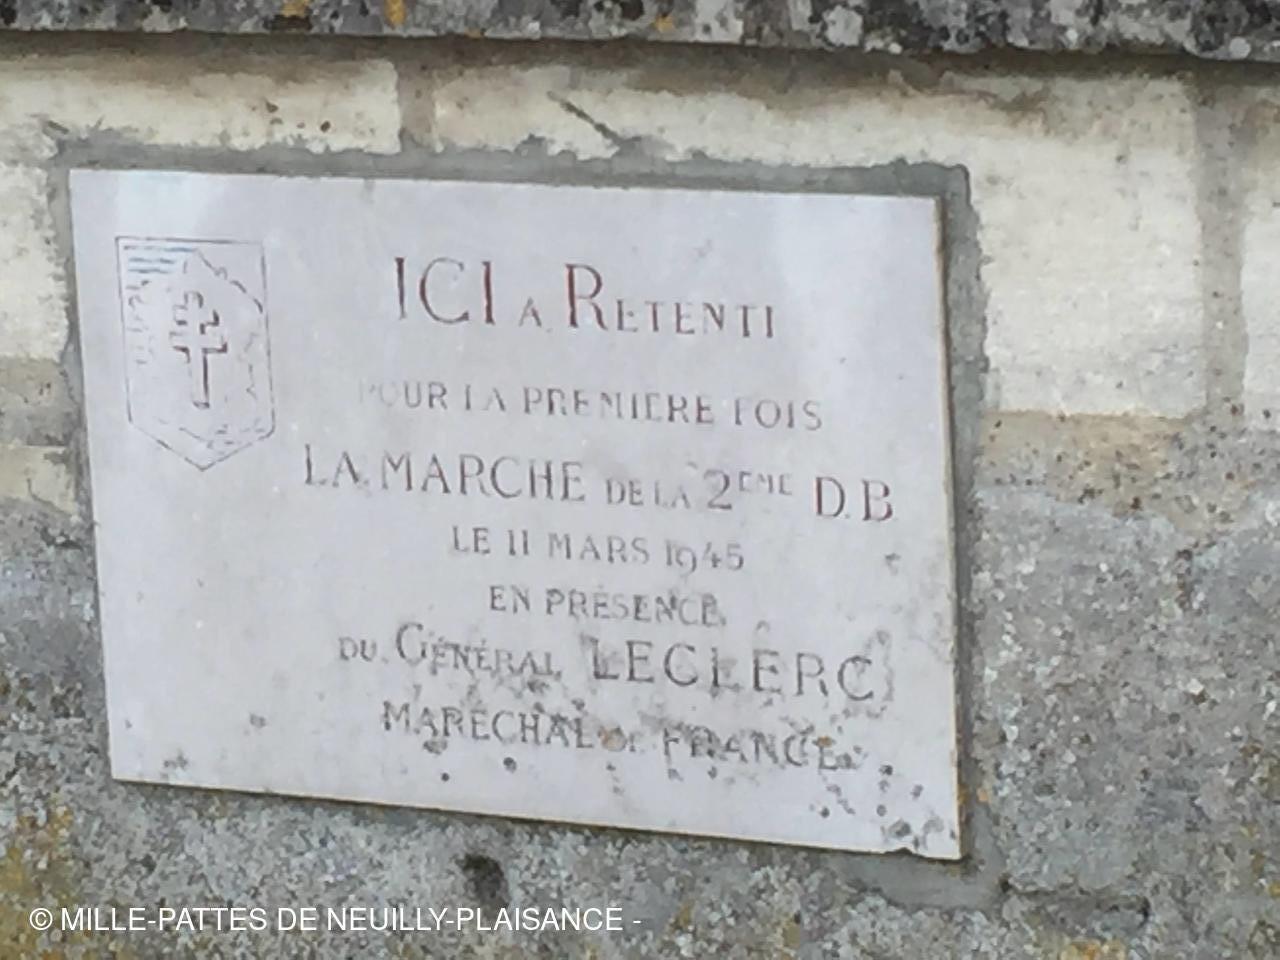 ICI A RETENTI
POUR LA PREMIERE FOIS
LA MARCHE DE LA 2EME D.B.
LE 11 MARS 1945
EN PRÉSENCE
DU GÉNÉRAL LECLERC
MARÉCHAL DE FRANCE
© MILLE-PATTES DE NEUILLY-PLAISANCE -